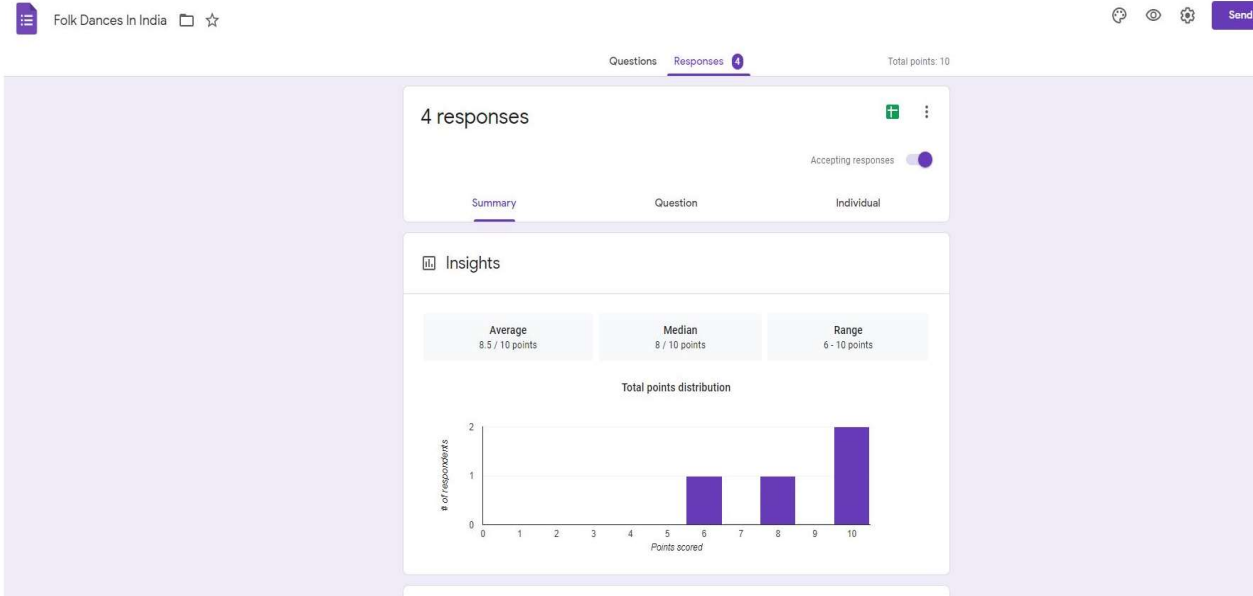 Folk Dances In India
Send
Questions Responses 4
Total points: 10
4 responses
Accepting responses
Summary Question Individual
Insights
Average Median Range
8.5 / 10 points 8 / 10 points 6 - 10 points
Total points distribution
# of respondents
2
1
0
0 1 2 3 4 5 6 7 8 9 10
Points scored